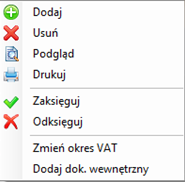 Dodaj
Usuń
Podgląd
Drukuj
Zaksięguj
Odksięguj
Zmień okres VAT
Dodaj dok. wewnętrzny